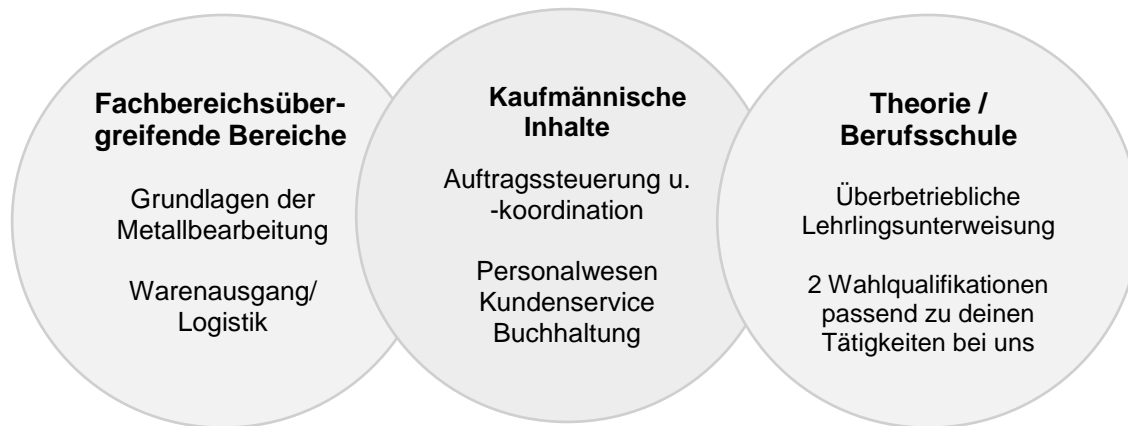 Fachbereichsüber-
greifende Bereiche
Grundlagen der
Metallbearbeitung
Warenausgang/
Logistik
Kaufmännische
Inhalte
Auftragssteuerung u.
-koordination
Personalwesen
Kundenservice
Buchhaltung
Theorie /
Berufsschule
Überbetriebliche
Lehrlingsunterweisung
2 Wahlqualifikationen
passend zu deinen
Tätigkeiten bei uns